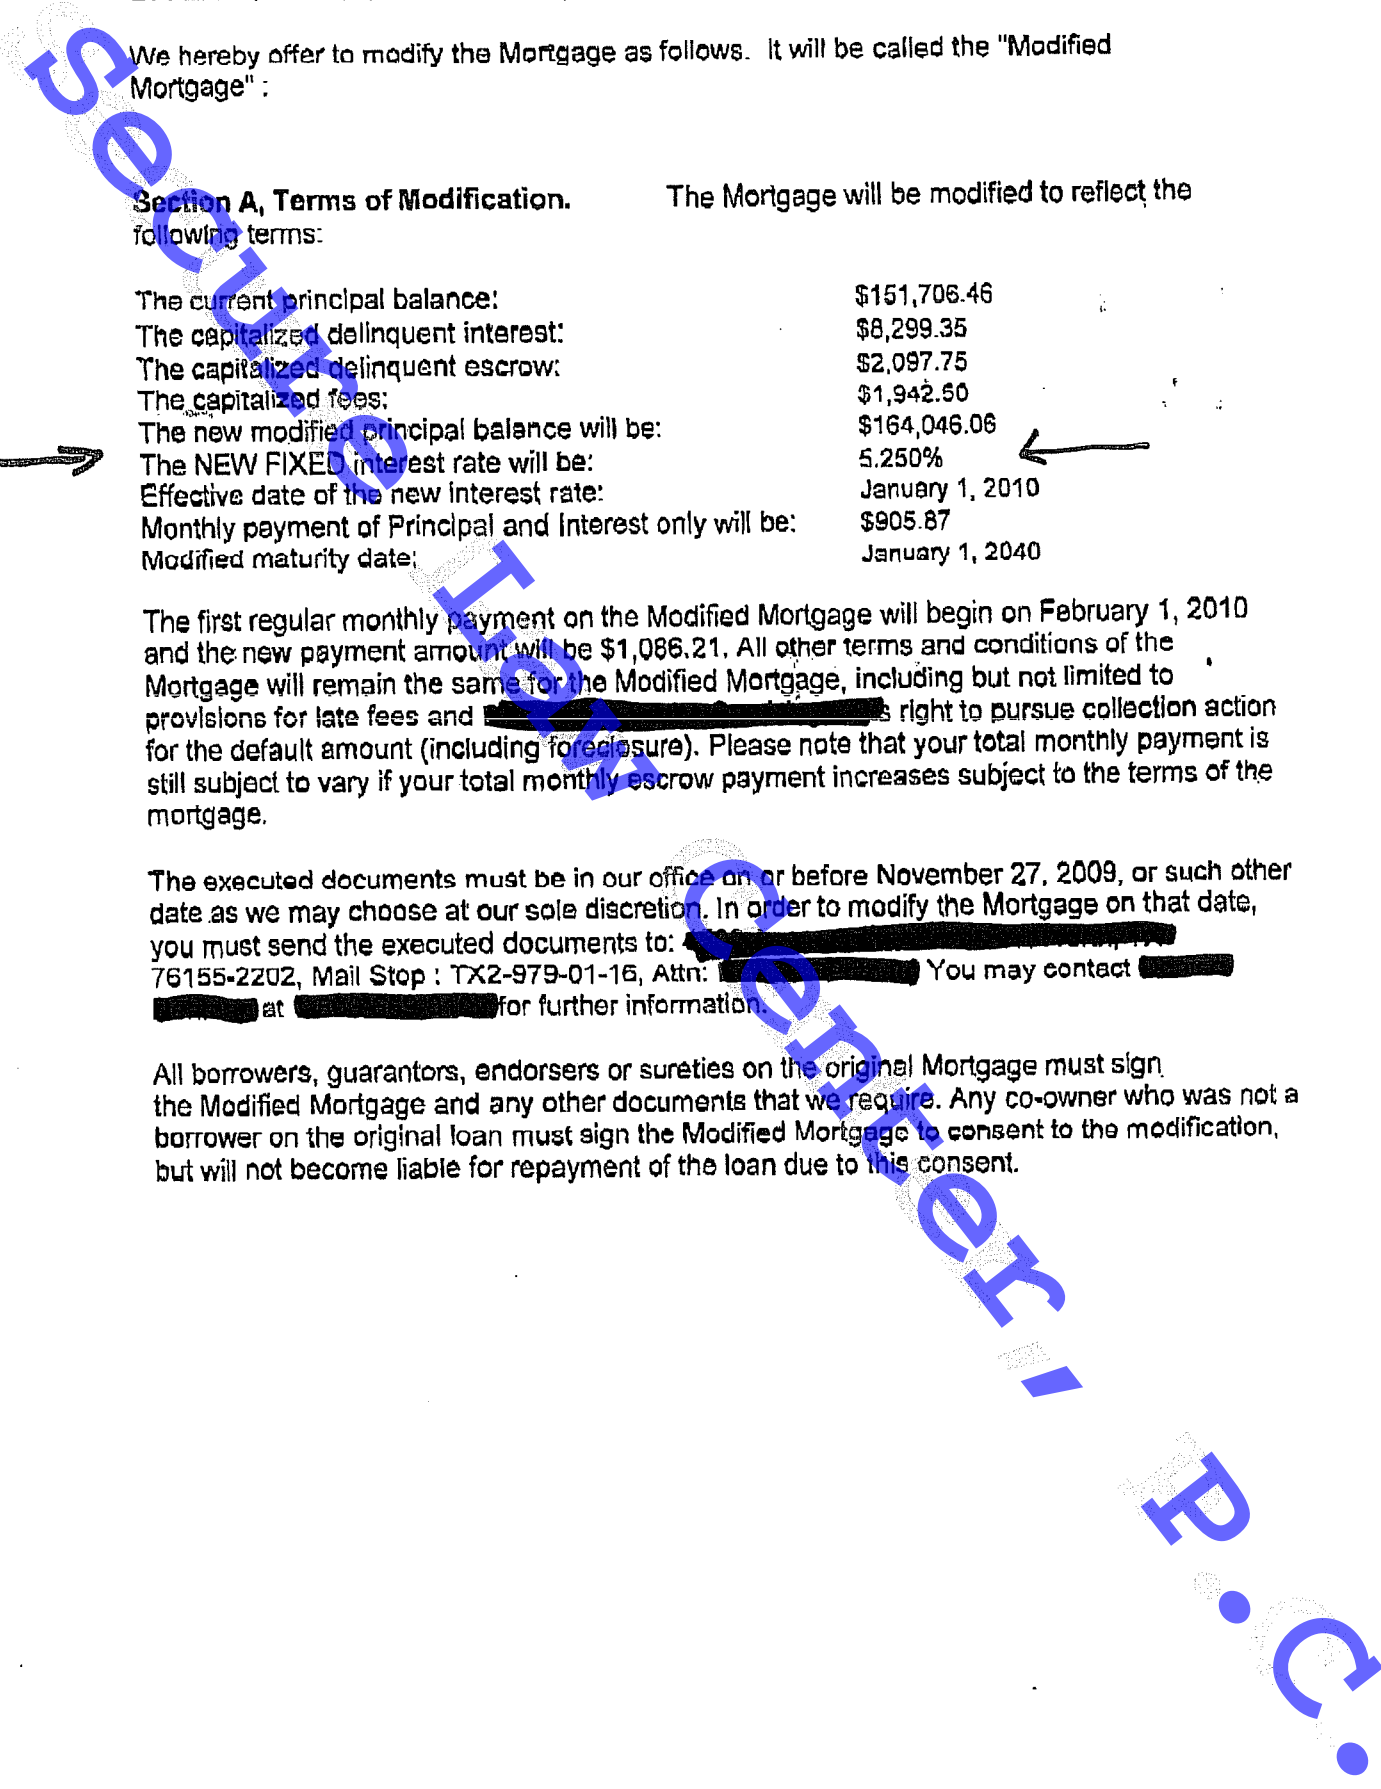 We hereby offer to modify the Mortgage as follows. It will be called the "Modified
Mortgage" :
Section A, Terms of Modification. The Mortgage will be modified to reflect the
following terms:
The current principal balance: $151,706.46
The capitalized delinquent interest: $8,299.35
The capitalized delinquent escrow: $2,097.75
The capitalized fees: $1,942.50
The new modified principal balance will be: $164,046.06
The NEW FIXED interest rate will be: 5.250%
Effective date of the new interest rate: January 1, 2010
Monthly payment of Principal and Interest only will be: $905.87
Modified maturity date: January 1, 2040
The first regular monthly payment on the Modified Mortgage will begin on February 1, 2010
and the new payment amount will be $1,086.21. All other terms and conditions of the
Mortgage will remain the same for the Modified Mortgage, including but not limited to
provisions for late fees and s right to pursue collection action
for the default amount (including foreclosure). Please note that your total monthly payment is
still subject to vary if your total monthly escrow payment increases subject to the terms of the
mortgage.
The executed documents must be in our office on or before November 27, 2009, or such other
date as we may choose at our sole discretion. In order to modify the Mortgage on that date,
you must send the executed documents to:
76155-2202, Mail Stop : TX2-979-01-16, Attn: You may contact
at for further information.
All borrowers, guarantors, endorsers or sureties on the original Mortgage must sign
the Modified Mortgage and any other documents that we require. Any co-owner who was not a
borrower on the original loan must sign the Modified Mortgage to consent to the modification,
but will not become liable for repayment of the loan due to this consent.
Secure Law Center, P.C.